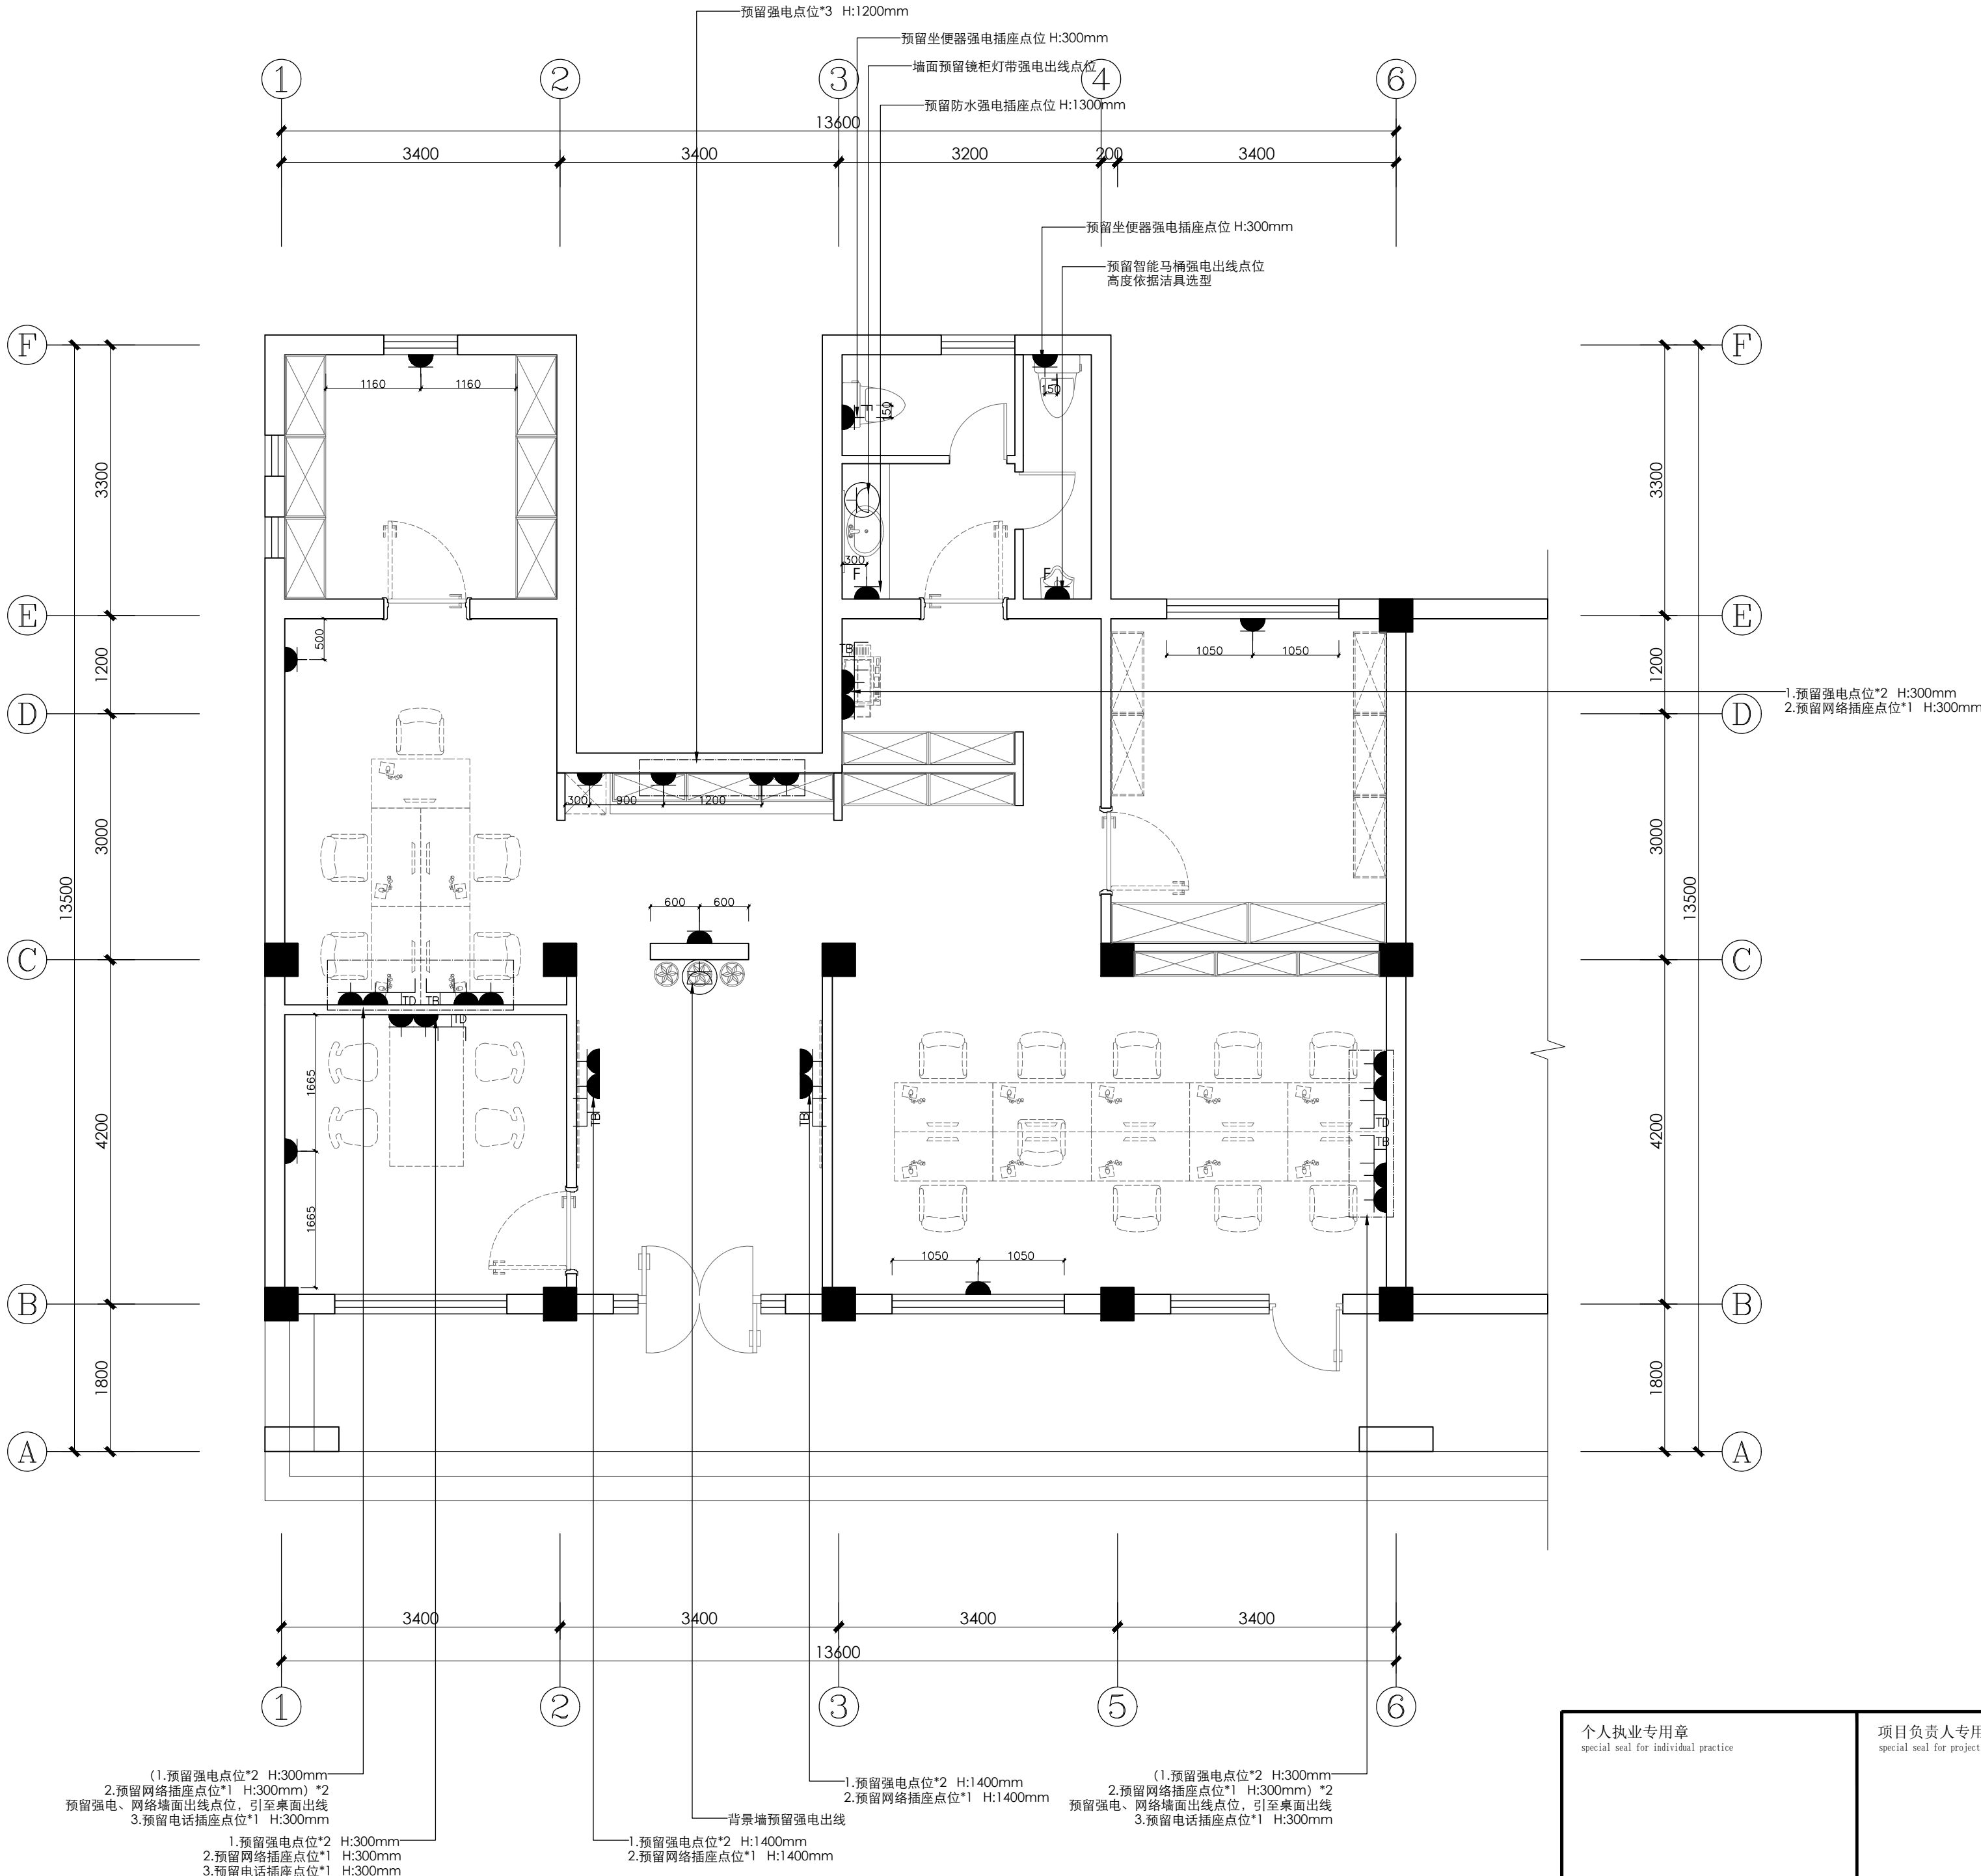 预留强电点位*3 H:1200mm
预留坐便器强电插座点位 H:300mm
墙面预留镜柜灯带强电出线点位
预留防水强电插座点位 H:1300mm
1 2 3 4 6
13600
3400 3400 3200 200 3400
预留坐便器强电插座点位 H:300mm
预留智能马桶强电出线点位
高度依据洁具选型
F F
1160 1160
150
F
150
F
3300 3300
300
F F
E E
500
1200 1200
TB
1050 1050
1.预留强电点位*2 H:300mm
2.预留网络插座点位*1 H:300mm
D D
300 900 1200
3000 3000
13500 13500
600 600
C C
TD TB
TD
1665
TB TB
TD
TB
4200 4200
1665
1050 1050
B B
1800 1800
A A
3400 3400 3400 3400
13600
1 2 3 5 6
个人执业专用章
special seal for individual practice
项目负责人专用
special seal for project
(1.预留强电点位*2 H:300mm
2.预留网络插座点位*1 H:300mm）*2
预留强电、网络墙面出线点位，引至桌面出线
3.预留电话插座点位*1 H:300mm
1.预留强电点位*2 H:300mm
2.预留网络插座点位*1 H:300mm
3.预留电话插座点位*1 H:300mm
1.预留强电点位*2 H:1400mm
2.预留网络插座点位*1 H:1400mm
背景墙预留强电出线
1.预留强电点位*2 H:1400mm
2.预留网络插座点位*1 H:1400mm
（1.预留强电点位*2 H:300mm
2.预留网络插座点位*1 H:300mm）*2
预留强电、网络墙面出线点位，引至桌面出线
3.预留电话插座点位*1 H:300mm